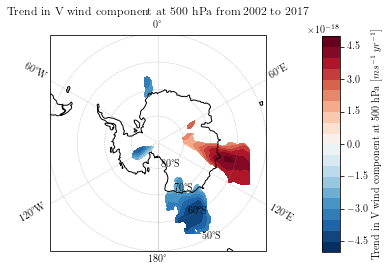 Trend in V wind component at 500 hPa from 2002 to 2017
0°
×10⁻¹⁸
60°W
60°E
4.5
3.0
1.5
0.0
-1.5
-3.0
-4.5
Trend in V wind component at 500 hPa [ms⁻¹ yr⁻¹]
80°S
70°S
60°S
50°S
120°W
120°E
180°